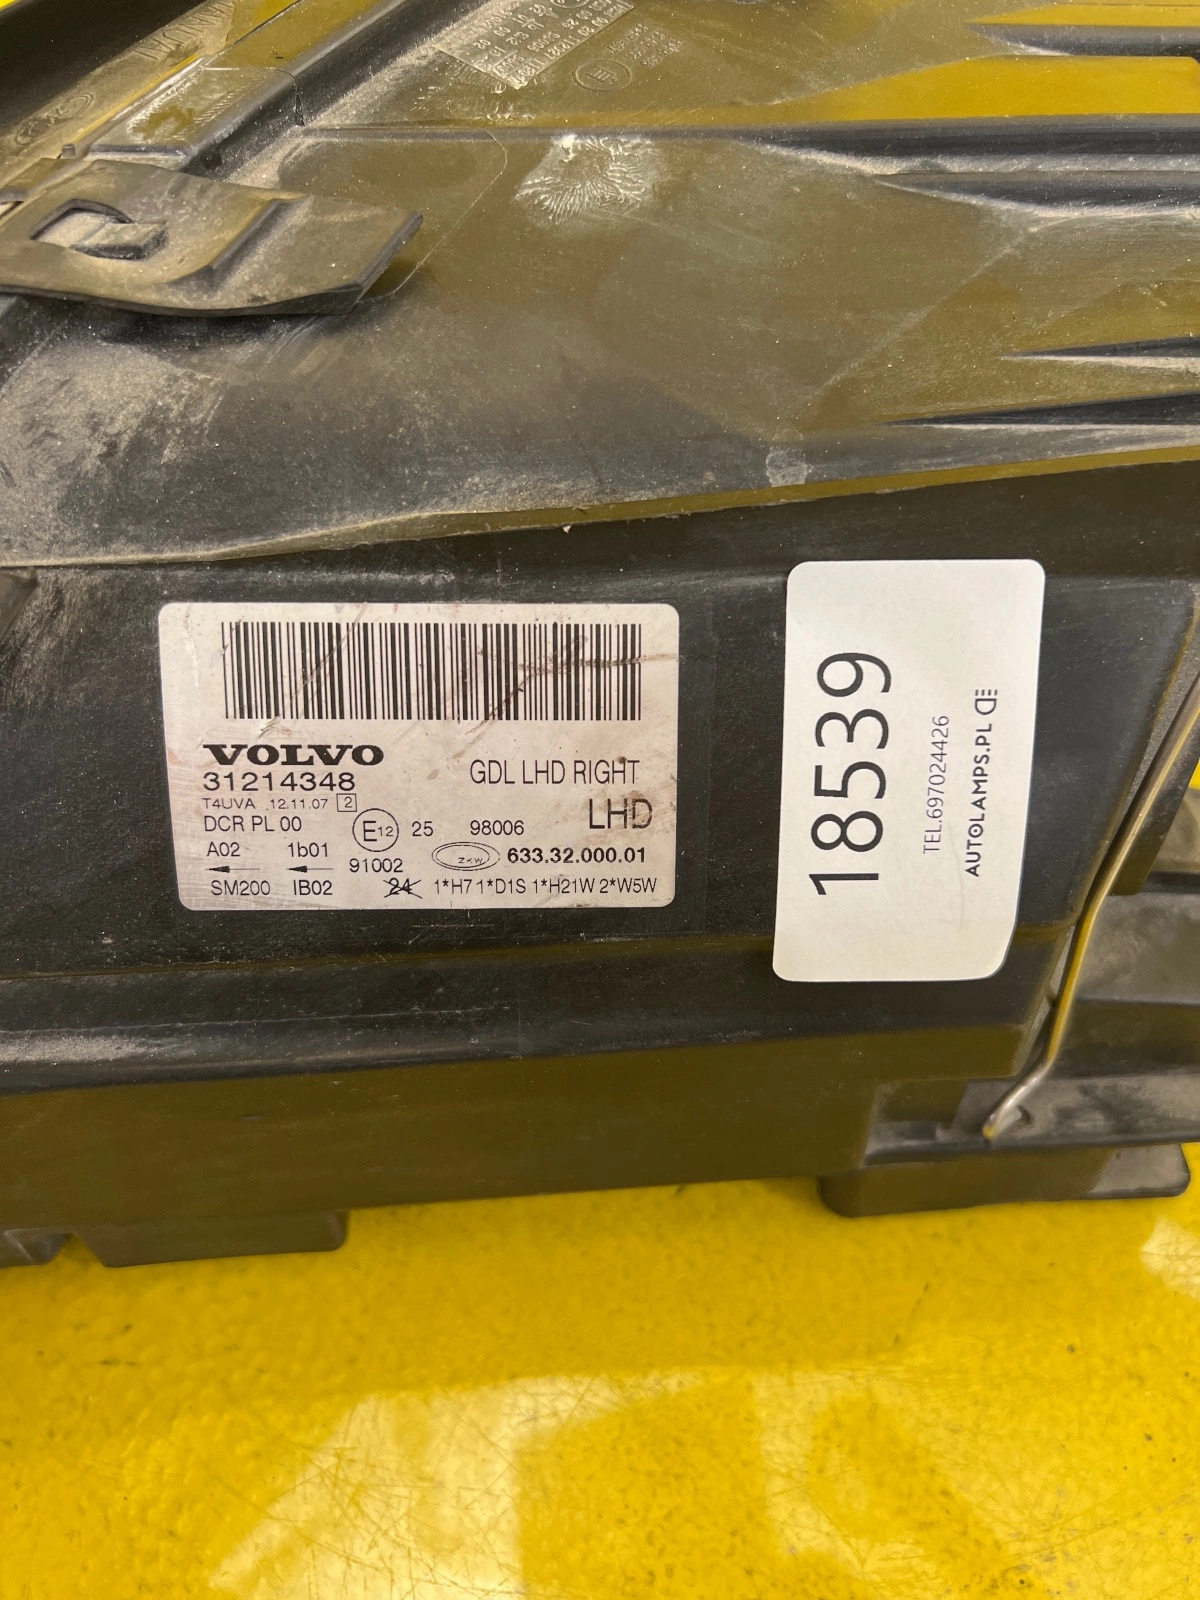 VOLVO
31214348
GDL LHD RIGHT
T4UVA 12.11.07 2
LHD
DCR PL 00
E12 25
98006
A02 1b01
91002
ZKW 633.32.000.01
SM200 IB02
24 1*H7 1*D1S 1*H21W 2*W5W
18539
TEL.697024426
AUTOLAMPS.PL